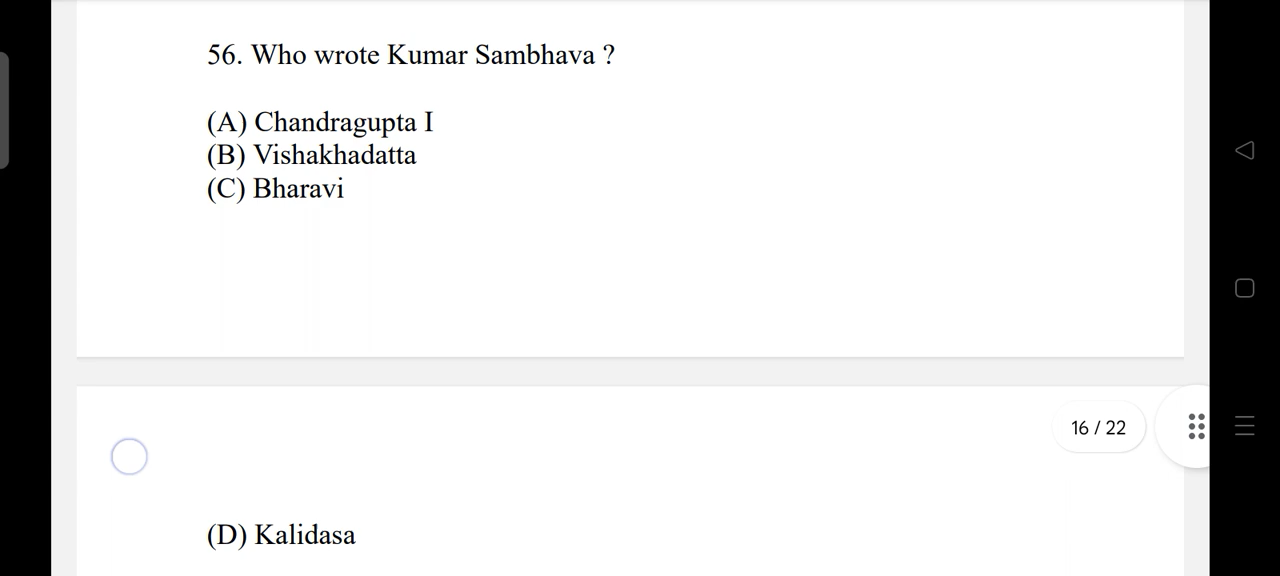 56. Who wrote Kumar Sambhava ?
(A) Chandragupta I
(B) Vishakhadatta
(C) Bharavi
16 / 22
(D) Kalidasa